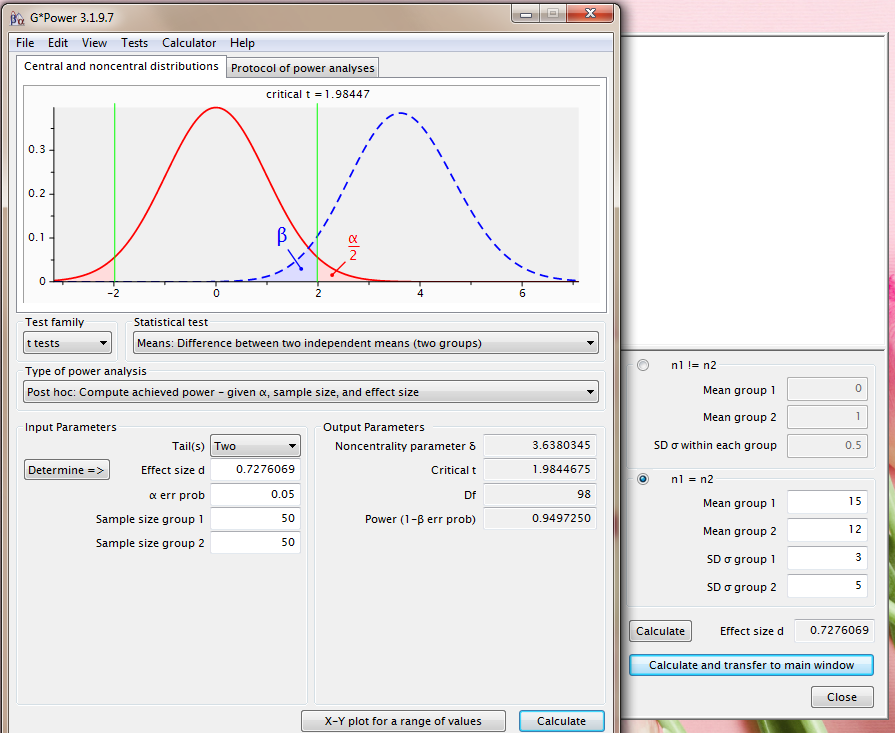 G*Power 3.1.9.7
File Edit View Tests Calculator Help
Central and noncentral distributions Protocol of power analyses
critical t = 1.98447
0.3
0.2
0.1
0
β
α
2
−2 0 2 4 6
Test family Statistical test
t tests Means: Difference between two independent means (two groups)
Type of power analysis
Post hoc: Compute achieved power – given α, sample size, and effect size
Input Parameters
Tail(s) Two
Determine => Effect size d 0.7276069
α err prob 0.05
Sample size group 1 50
Sample size group 2 50
Output Parameters
Noncentrality parameter δ 3.6380345
Critical t 1.9844675
Df 98
Power (1−β err prob) 0.9497250
X-Y plot for a range of values Calculate
n1 != n2
Mean group 1 0
Mean group 2 1
SD σ within each group 0.5
n1 = n2
Mean group 1 15
Mean group 2 12
SD σ group 1 3
SD σ group 2 5
Calculate Effect size d 0.7276069
Calculate and transfer to main window
Close